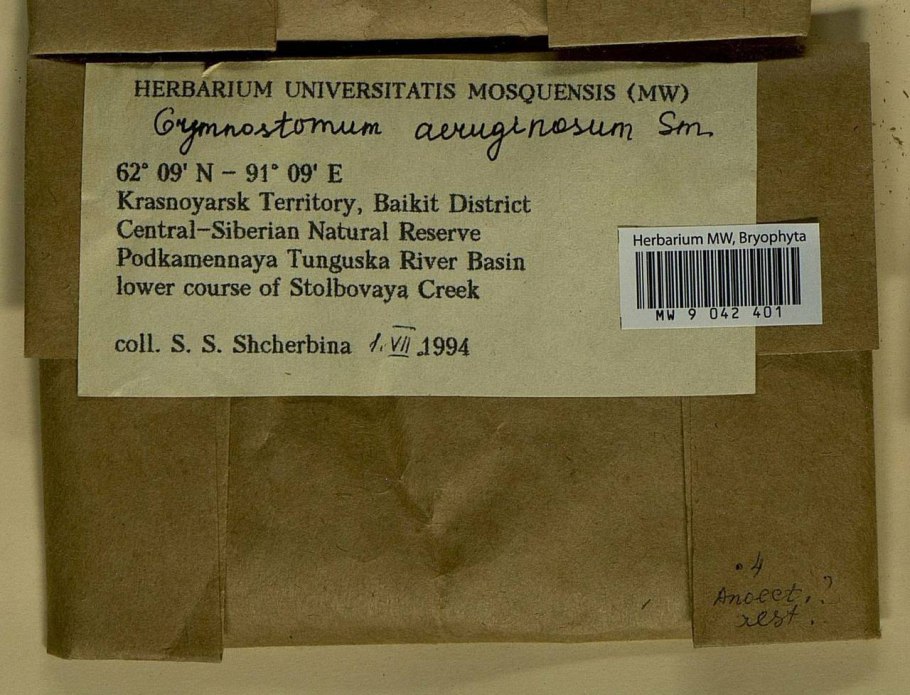 HERBARIUM UNIVERSITATIS MOSQUENSIS (MW)
Gymnostomum aeruginosum Sm.
62° 09' N – 91° 09' E
Krasnoyarsk Territory, Baikit District
Central–Siberian Natural Reserve
Podkamennaya Tunguska River Basin
lower course of Stolbovaya Creek
coll. S. S. Shcherbina 1. VII .1994
Herbarium MW, Bryophyta
MW 9 042 401
• 4
Anoect. ?